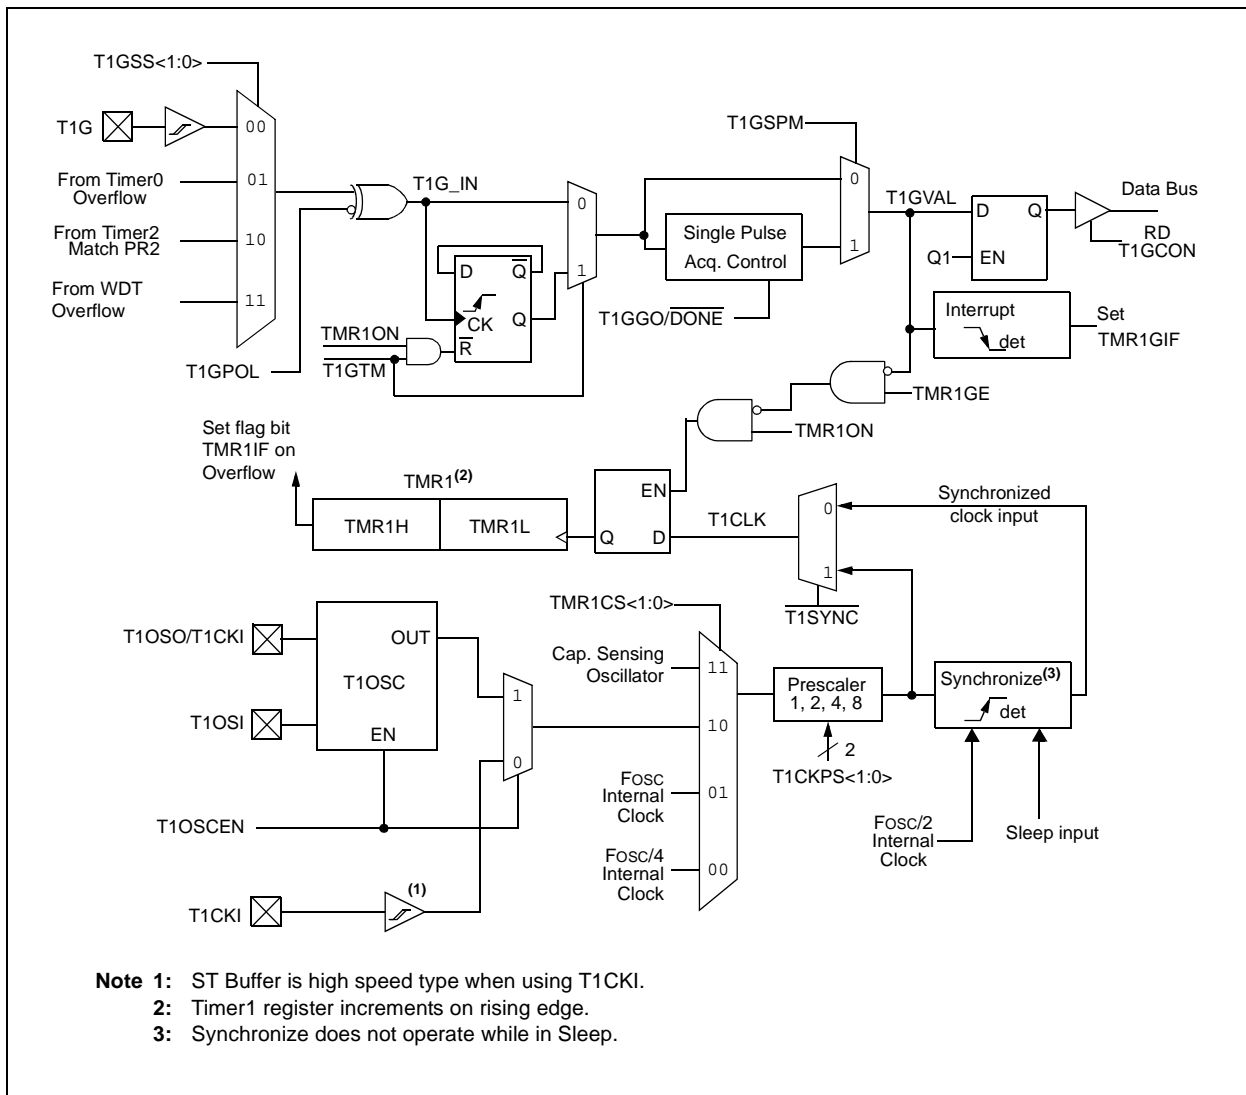 T1GSS<1:0>
T1G
00
From Timer0
Overflow
01
From Timer2
Match PR2
10
From WDT
Overflow
11
T1GPOL
T1G_IN
D
Q
CK
Q
R
TMR1ON
T1GTM
0
1
T1GSPM
Single Pulse
Acq. Control
T1GGO/DONE
0
1
T1GVAL
D
Q
Q1
EN
Data Bus
RD
T1GCON
Interrupt
det
Set
TMR1GIF
TMR1GE
TMR1ON
Set flag bit
TMR1IF on
Overflow
TMR1(2)
TMR1H
TMR1L
EN
Q
D
T1CLK
0
1
T1SYNC
Synchronized
clock input
T1OSO/T1CKI
OUT
T1OSC
T1OSI
EN
1
0
T1OSCEN
T1CKI
(1)
TMR1CS<1:0>
Cap. Sensing
Oscillator
11
10
FOSC
Internal
Clock
01
FOSC/4
Internal
Clock
00
Prescaler
1, 2, 4, 8
2
T1CKPS<1:0>
Synchronize(3)
det
FOSC/2
Internal
Clock
Sleep input
Note 1: ST Buffer is high speed type when using T1CKI.
2: Timer1 register increments on rising edge.
3: Synchronize does not operate while in Sleep.